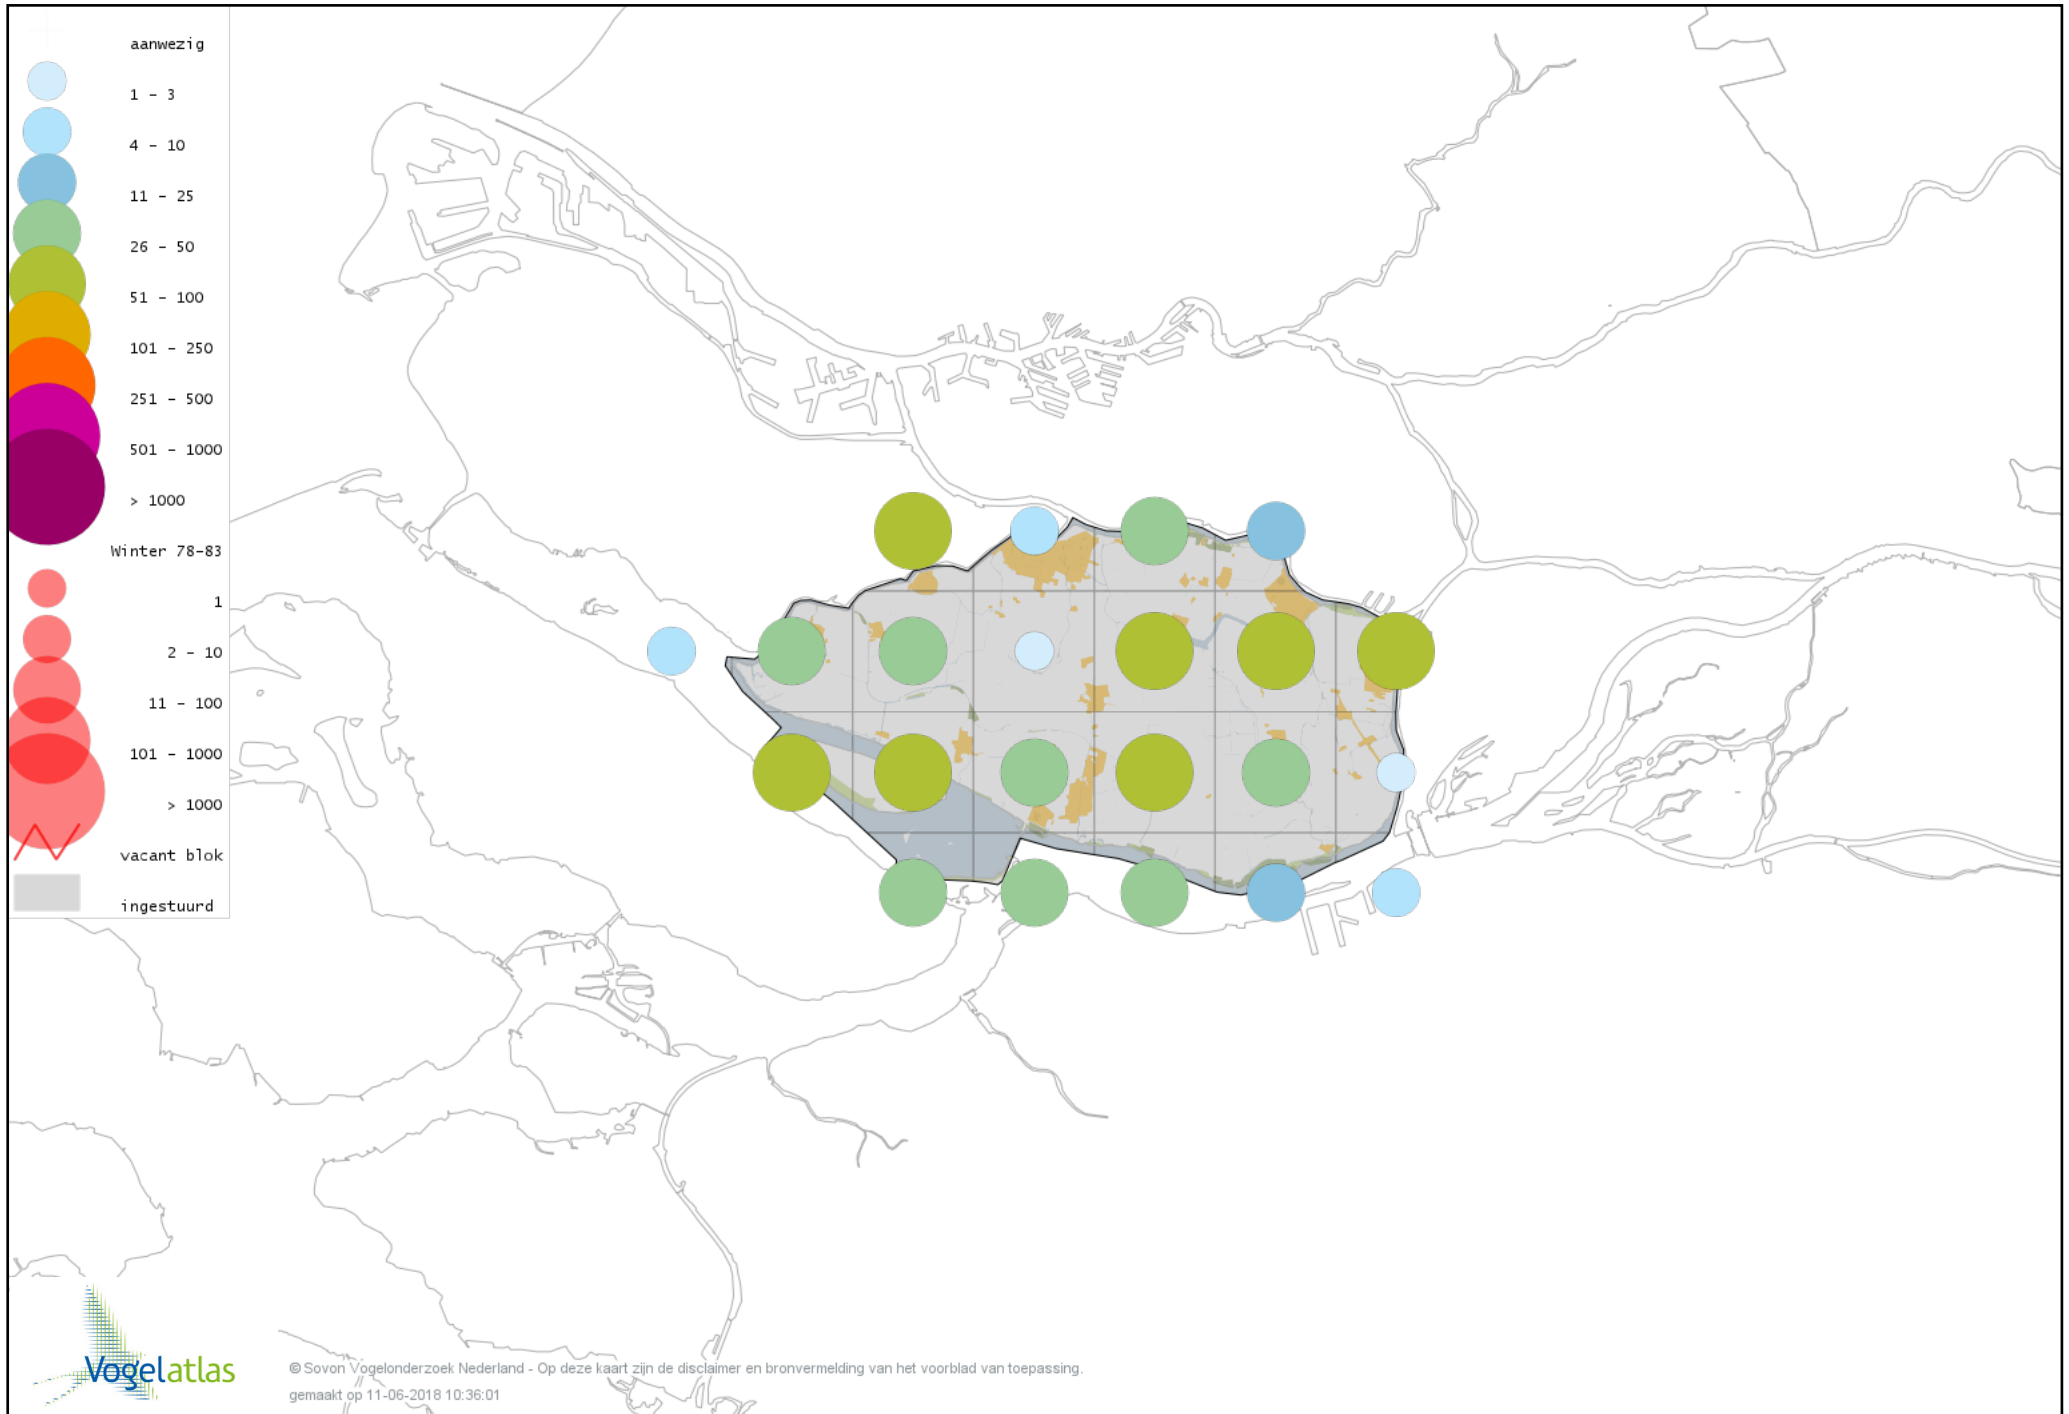 aanwezig
1 - 3
4 - 10
11 - 25
26 - 50
51 - 100
101 - 250
251 - 500
501 - 1000
> 1000
Winter 78-83
1
2 - 10
11 - 100
101 - 1000
> 1000
vacant blok
ingestuurd
Vogelatlas
© Sovon Vogelonderzoek Nederland - Op deze kaart zijn de disclaimer en bronvermelding van het voorblad van toepassing.
gemaakt op 11-06-2018 10:36:01